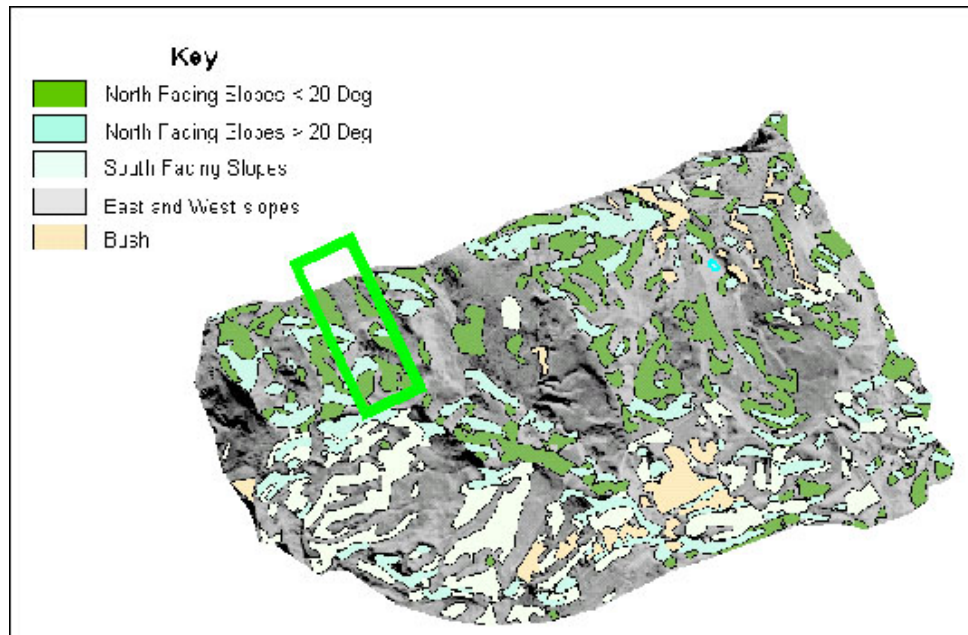 Key
North Facing Slopes < 20 Deg
North Facing Slopes > 20 Deg
South Facing Slopes
East and West slopes
Bush